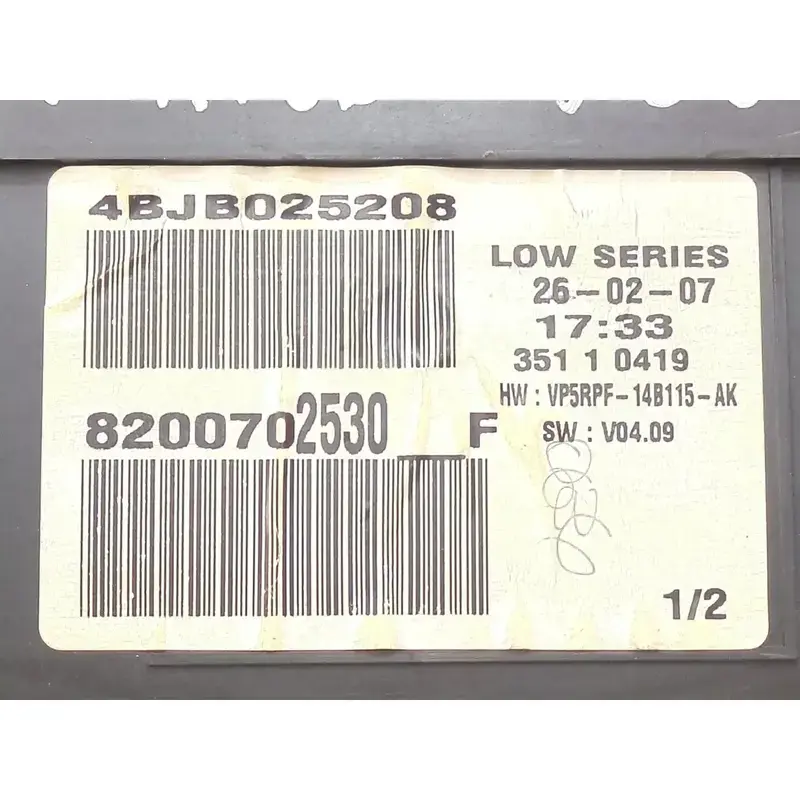 4BJB025208
8200702530__F
LOW SERIES
26-02-07
17:33
351 1 0419
HW : VP5RPF-14B115-AK
SW : V04.09
1/2